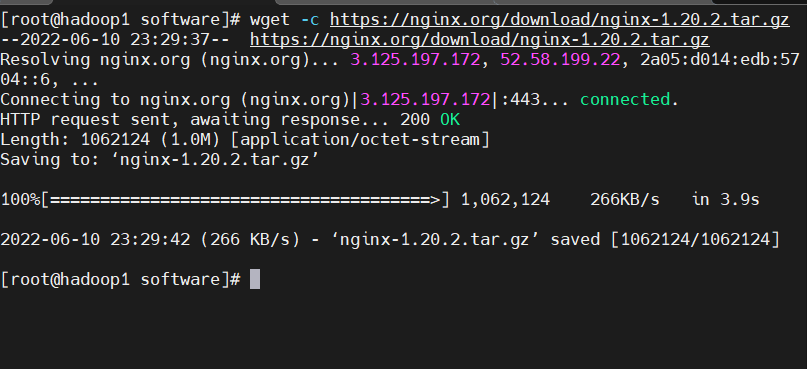 [root@hadoop1 software]# wget -c https://nginx.org/download/nginx-1.20.2.tar.gz
--2022-06-10 23:29:37--  https://nginx.org/download/nginx-1.20.2.tar.gz
Resolving nginx.org (nginx.org)... 3.125.197.172, 52.58.199.22, 2a05:d014:edb:57
04::6, ...
Connecting to nginx.org (nginx.org)|3.125.197.172|:443... connected.
HTTP request sent, awaiting response... 200 OK
Length: 1062124 (1.0M) [application/octet-stream]
Saving to: ‘nginx-1.20.2.tar.gz’
100%[======================================>] 1,062,124    266KB/s   in 3.9s
2022-06-10 23:29:42 (266 KB/s) - ‘nginx-1.20.2.tar.gz’ saved [1062124/1062124]
[root@hadoop1 software]#